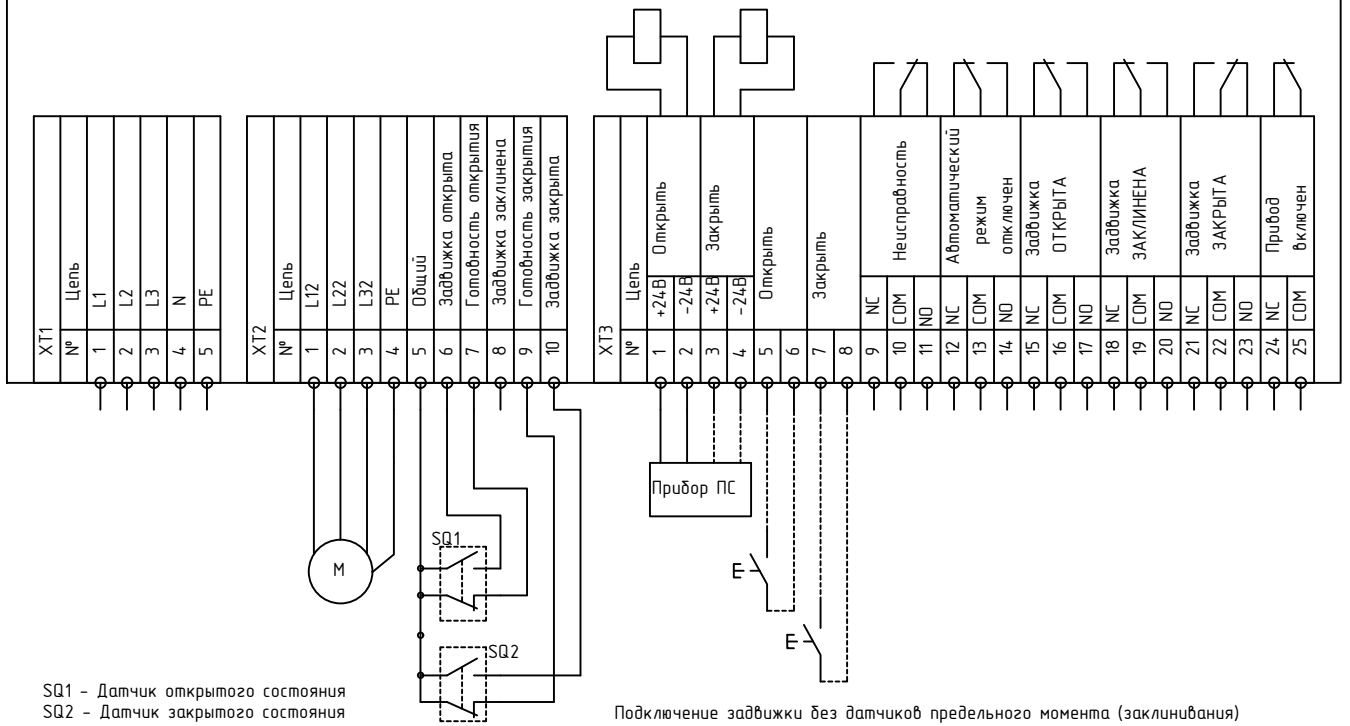 XT1
№ Цепь
1 L1
2 L2
3 L3
4 N
5 PE
XT2
№ Цепь
1 L12
2 L22
3 L32
4 PE
5 Общий
6 Задвижка открыта
7 Готовность открытия
8 Задвижка заклинена
9 Готовность закрытия
10 Задвижка закрыта
XT3
№ Цепь
1 +24В
2 -24В
Открыть
3 +24В
4 -24В
Закрыть
5
6
Открыть
7
8
Закрыть
9 NC
10 COM
11 NO
Неисправность
12 NC
13 COM
14 NO
Автоматический
режим
отключен
15 NC
16 COM
17 NO
Задвижка
ОТКРЫТА
18 NC
19 COM
20 NO
Задвижка
ЗАКЛИНЕНА
21 NC
22 COM
23 NO
Задвижка
ЗАКРЫТА
24 NC
25 COM
Привод
включен
M
SQ1
SQ2
Прибор ПС
SQ1 - Датчик открытого состояния
SQ2 - Датчик закрытого состояния
Подключение задвижки без датчиков предельного момента (заклинивания)